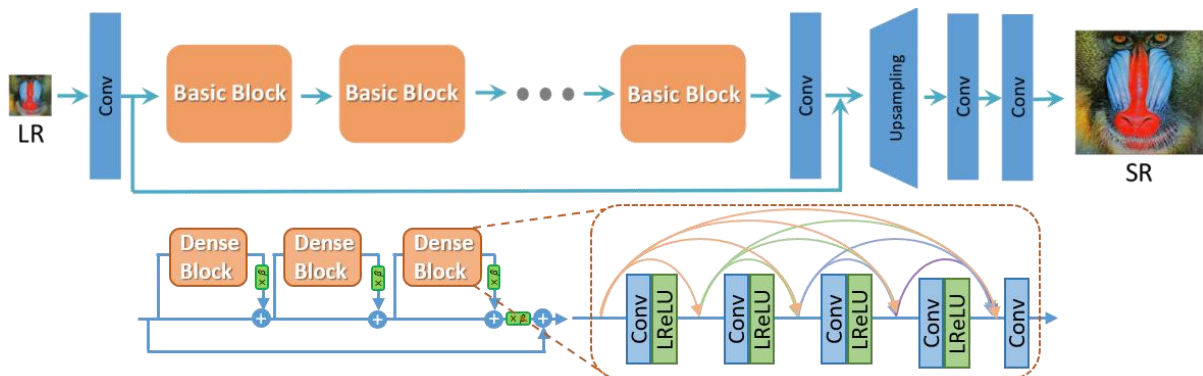 LR
Conv
Basic Block
Basic Block
Basic Block
Conv
Upsampling
Conv
Conv
SR
Dense
Block
× β
Dense
Block
× β
Dense
Block
× β
× β
Conv
LReLU
Conv
LReLU
Conv
LReLU
Conv
LReLU
Conv